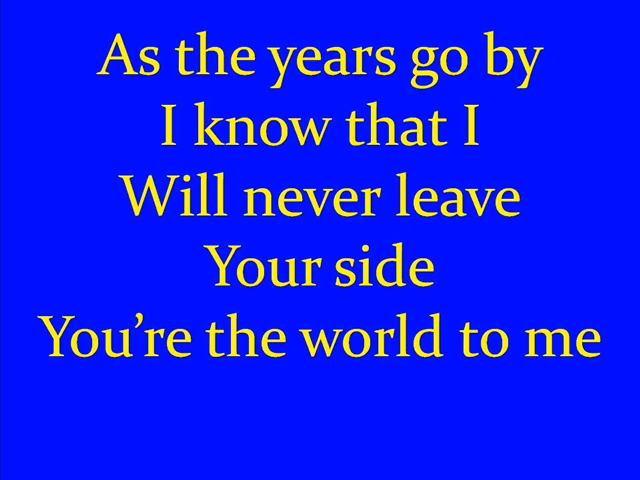 As the years go by
I know that I
Will never leave
Your side
You’re the world to me